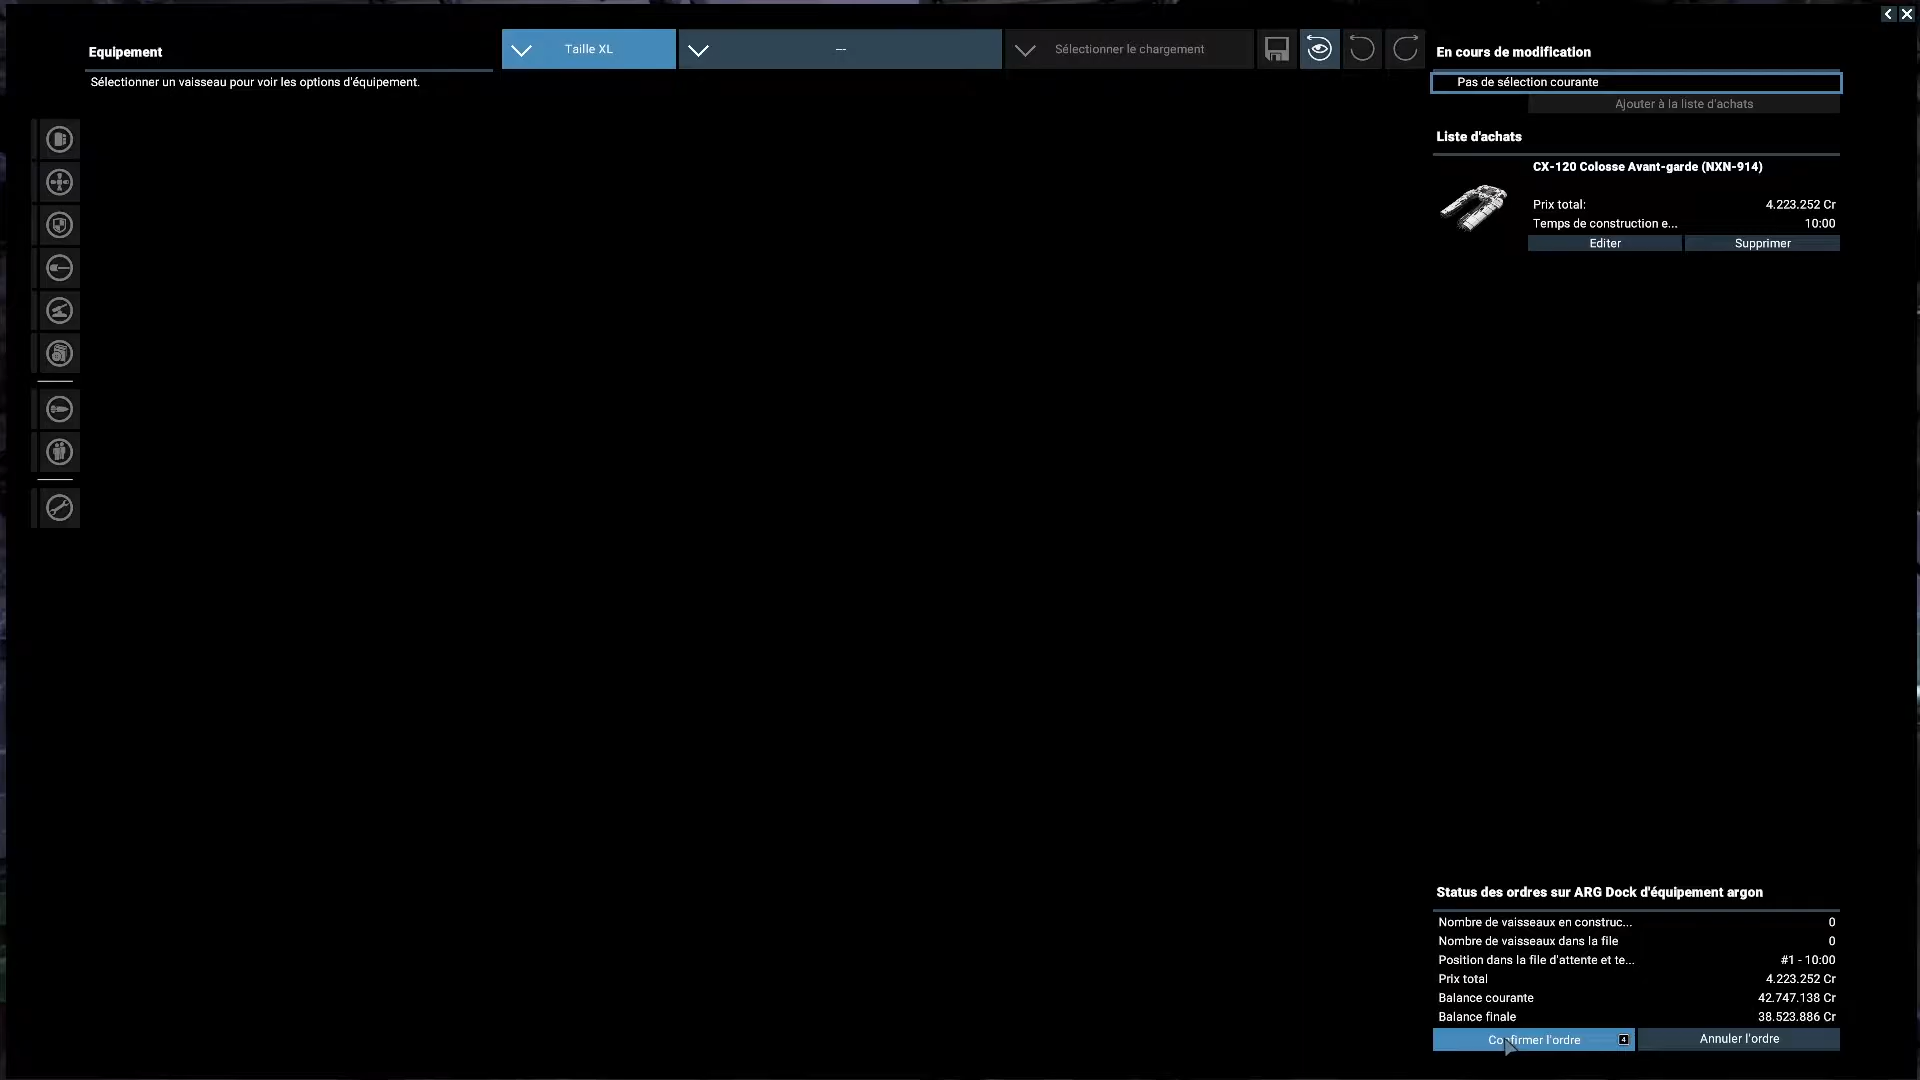 Equipement
Sélectionner un vaisseau pour voir les options d'équipement.
Taille XL
---
Sélectionner le chargement
En cours de modification
Pas de sélection courante
Ajouter à la liste d'achats
Liste d'achats
CX-120 Colosse Avant-garde (NXN-914)
Prix total: 4.223.252 Cr
Temps de construction e... 10:00
Editer Supprimer
Status des ordres sur ARG Dock d'équipement argon
Nombre de vaisseaux en construc... 0
Nombre de vaisseaux dans la file 0
Position dans la file d'attente et te... #1 - 10:00
Prix total 4.223.252 Cr
Balance courante 42.747.138 Cr
Balance finale 38.523.886 Cr
Confirmer l'ordre 4 Annuler l'ordre